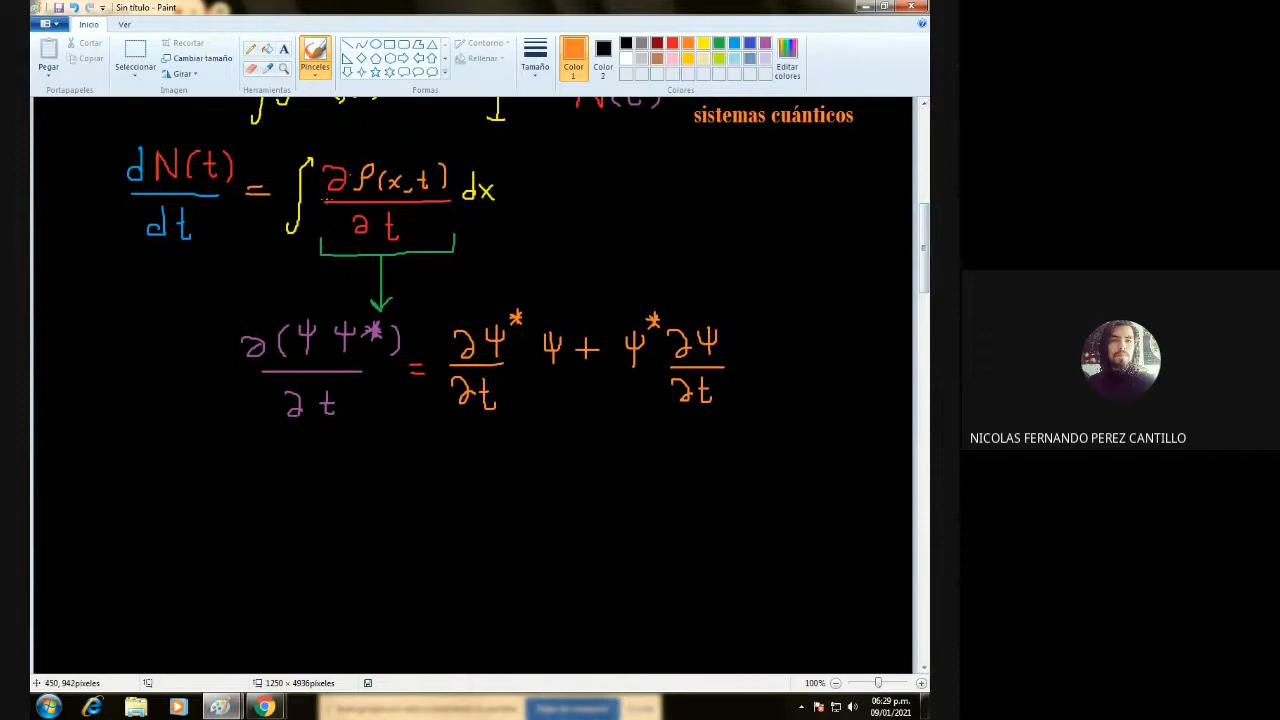 Sin título - Paint
Inicio Ver
Pegar
Cortar
Copiar
Portapapeles
Seleccionar
Recortar
Cambiar tamaño
Girar
Imagen
Herramientas
Pinceles
Contorno
Rellenar
Formas
Tamaño
Color 1
Color 2
Editar colores
Colores
N(t)
sistemas cuánticos
dN(t)/dt = ∫ ∂ρ(x,t)/∂t dx
∂(ψ ψ*)/∂t = ∂ψ*/∂t ψ + ψ* ∂ψ/∂t
NICOLAS FERNANDO PEREZ CANTILLO
450, 942píxeles
1250 × 4936píxeles
100%
06:29 p.m.
09/01/2021